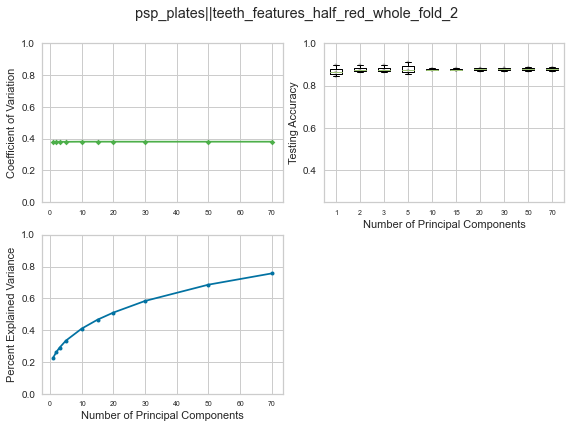 psp_plates||teeth_features_half_red_whole_fold_2
Coefficient of Variation
1.0
0.8
0.6
0.4
0.2
0.0
0 10 20 30 40 50 60 70
Testing Accuracy
1.0
0.8
0.6
0.4
1 2 3 5 10 15 20 30 50 70
Number of Principal Components
Percent Explained Variance
1.0
0.8
0.6
0.4
0.2
0.0
0 10 20 30 40 50 60 70
Number of Principal Components